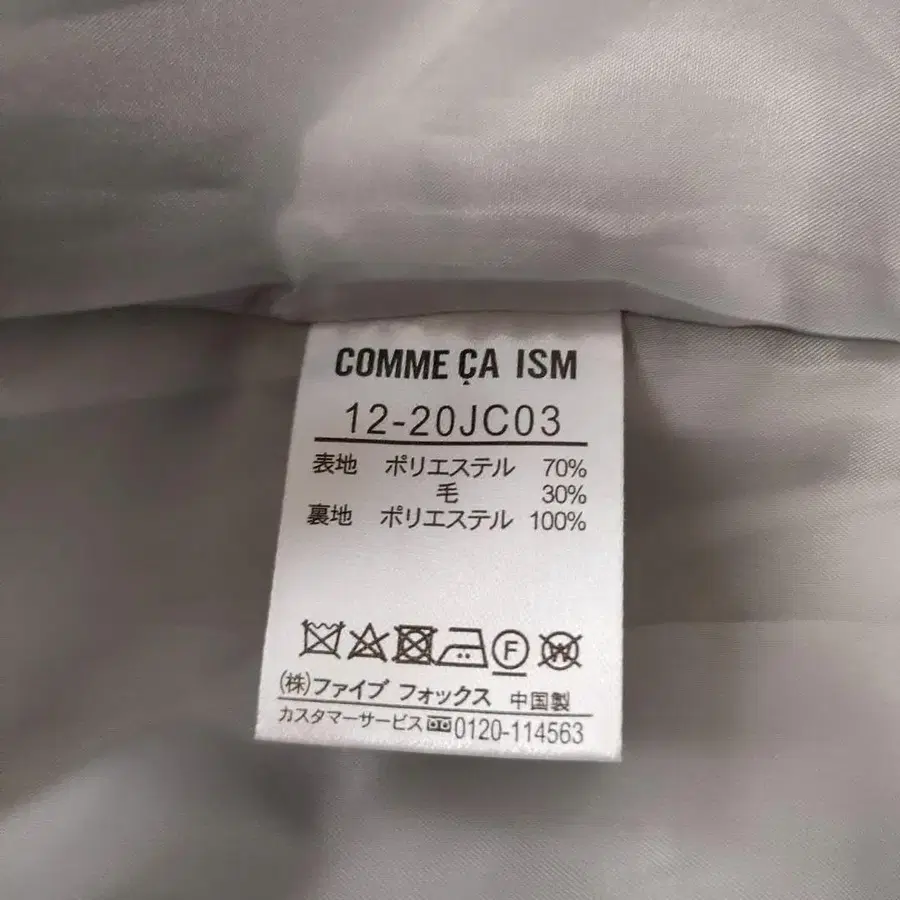 COMME ÇA ISM
12-20JC03
表地 ポリエステル 70%
毛 30%
裏地 ポリエステル 100%
F W
(株)ファイブ フォックス 中国製
カスタマーサービス 0120-114563